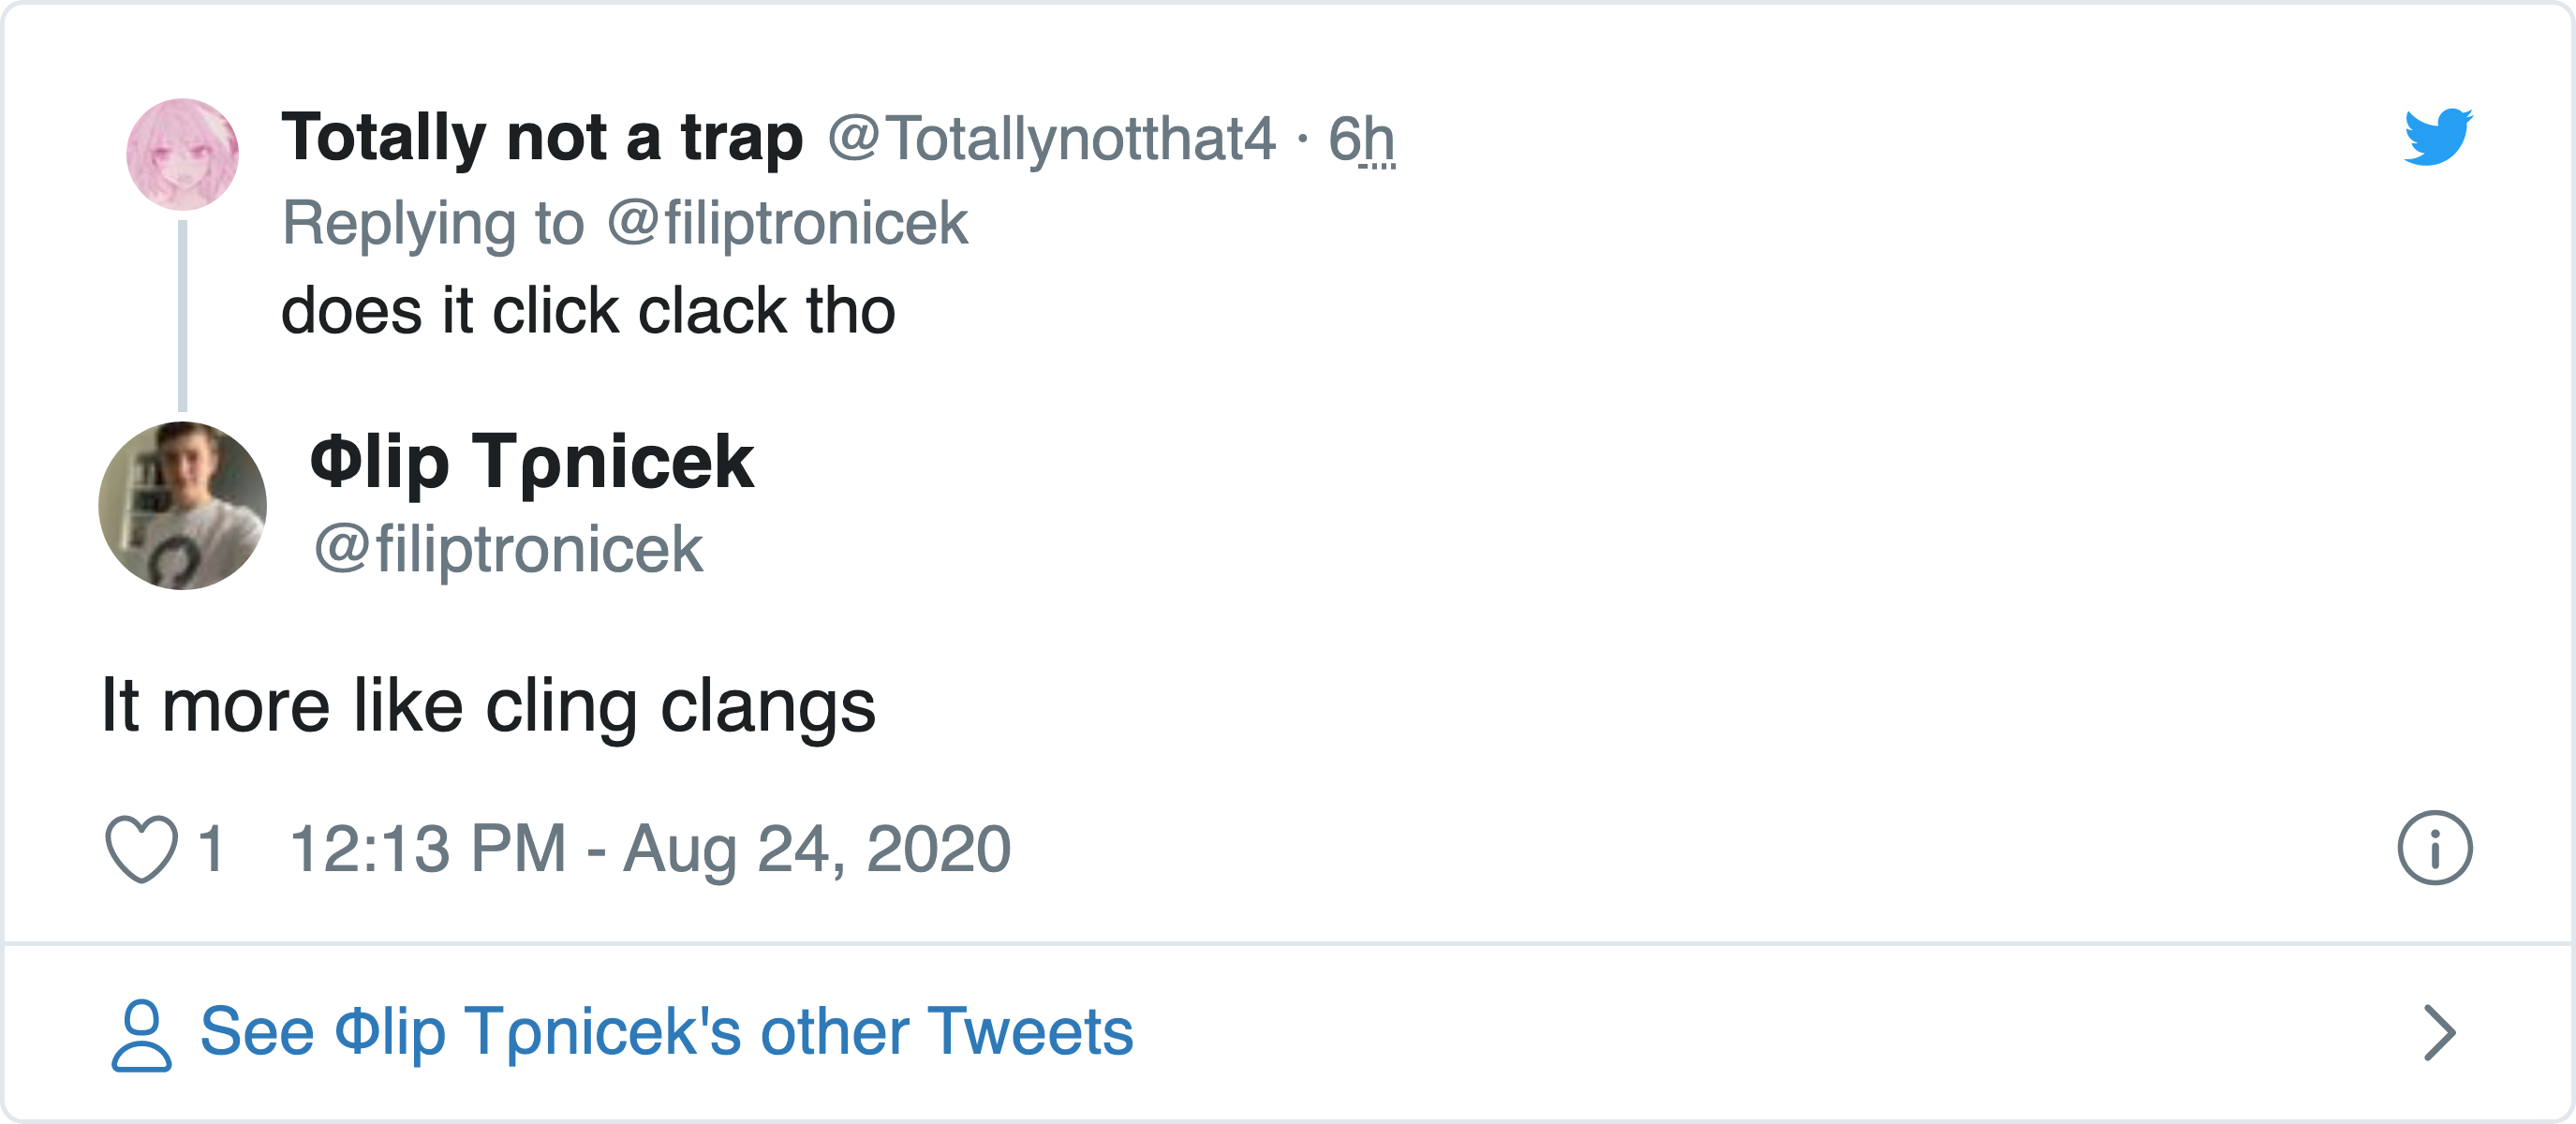 Totally not a trap @Totallynotthat4 · 6h
Replying to @filiptronicek
does it click clack tho
Φlip Tρnicek
@filiptronicek
It more like cling clangs
1 12:13 PM - Aug 24, 2020
See Φlip Tρnicek's other Tweets